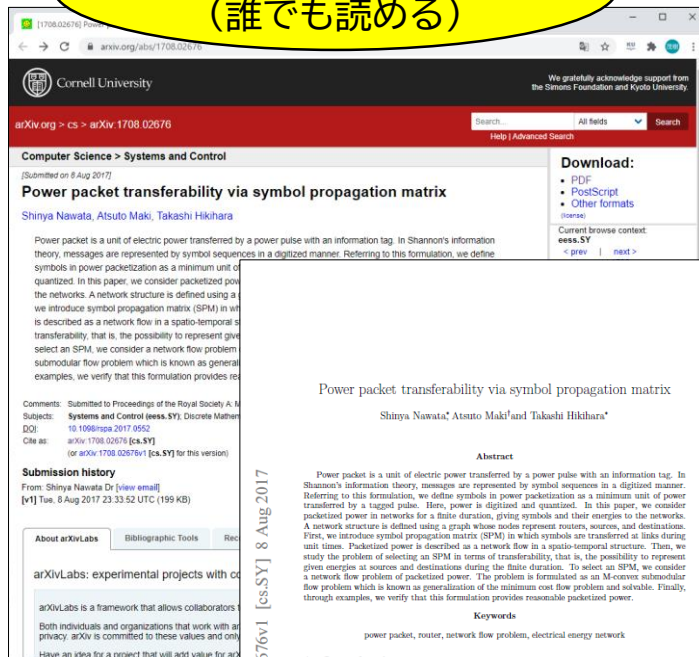 (誰でも読める)
[1708.02676] Power p
arxiv.org/abs/1708.02676
Cornell University
We gratefully acknowledge support from
the Simons Foundation and Kyoto University.
arXiv.org > cs > arXiv:1708.02676
Search...
All fields
Search
Help | Advanced Search
Computer Science > Systems and Control
[Submitted on 8 Aug 2017]
Power packet transferability via symbol propagation matrix
Shinya Nawata, Atsuto Maki, Takashi Hikihara
Power packet is a unit of electric power transferred by a power pulse with an information tag. In Shannon's information
theory, messages are represented by symbol sequences in a digitized manner. Referring to this formulation, we define
symbols in power packetization as a minimum unit of
quantized. In this paper, we consider packetized pow
the networks. A network structure is defined using a
we introduce symbol propagation matrix (SPM) in wh
is described as a network flow in a spatio-temporal s
transferability, that is, the possibility to represent give
select an SPM, we consider a network flow problem
submodular flow problem which is known as general
examples, we verify that this formulation provides rea
Comments: Submitted to Proceedings of the Royal Society A: M
Subjects: Systems and Control (eess.SY); Discrete Mathem
DOI: 10.1098/rspa.2017.0552
Cite as: arXiv:1708.02676 [cs.SY]
(or arXiv:1708.02676v1 [cs.SY] for this version)
Submission history
From: Shinya Nawata Dr [view email]
[v1] Tue, 8 Aug 2017 23:33:52 UTC (199 KB)
About arXivLabs
Bibliographic Tools
Rec
arXivLabs: experimental projects with co
arXivLabs is a framework that allows collaborators t
Both individuals and organizations that work with ar
privacy. arXiv is committed to these values and only
Have an idea for a project that will add value for arX
Download:
• PDF
• PostScript
• Other formats
(license)
Current browse context:
eess.SY
< prev | next >
676v1 [cs.SY] 8 Aug 2017
Power packet transferability via symbol propagation matrix
Shinya Nawata*, Atsuto Maki†and Takashi Hikihara*
Abstract
Power packet is a unit of electric power transferred by a power pulse with an information tag. In
Shannon's information theory, messages are represented by symbol sequences in a digitized manner.
Referring to this formulation, we define symbols in power packetization as a minimum unit of power
transferred by a tagged pulse. Here, power is digitized and quantized. In this paper, we consider
packetized power in networks for a finite duration, giving symbols and their energies to the networks.
A network structure is defined using a graph whose nodes represent routers, sources, and destinations.
First, we introduce symbol propagation matrix (SPM) in which symbols are transferred at links during
unit times. Packetized power is described as a network flow in a spatio-temporal structure. Then, we
study the problem of selecting an SPM in terms of transferability, that is, the possibility to represent
given energies at sources and destinations during the finite duration. To select an SPM, we consider
a network flow problem of packetized power. The problem is formulated as an M-convex submodular
flow problem which is known as generalization of the minimum cost flow problem and solvable. Finally,
through examples, we verify that this formulation provides reasonable packetized power.
Keywords
power packet, router, network flow problem, electrical energy network